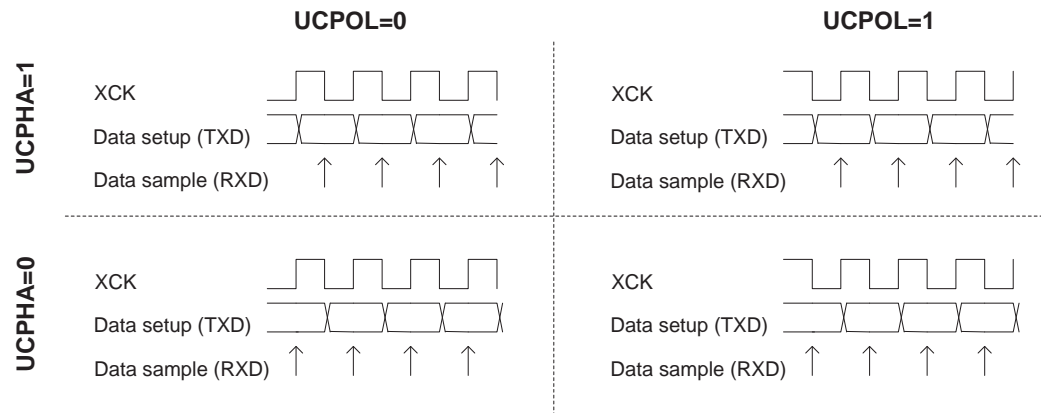 UCPOL=0
UCPOL=1
UCPHA=1
XCK
Data setup (TXD)
Data sample (RXD)
XCK
Data setup (TXD)
Data sample (RXD)
UCPHA=0
XCK
Data setup (TXD)
Data sample (RXD)
XCK
Data setup (TXD)
Data sample (RXD)